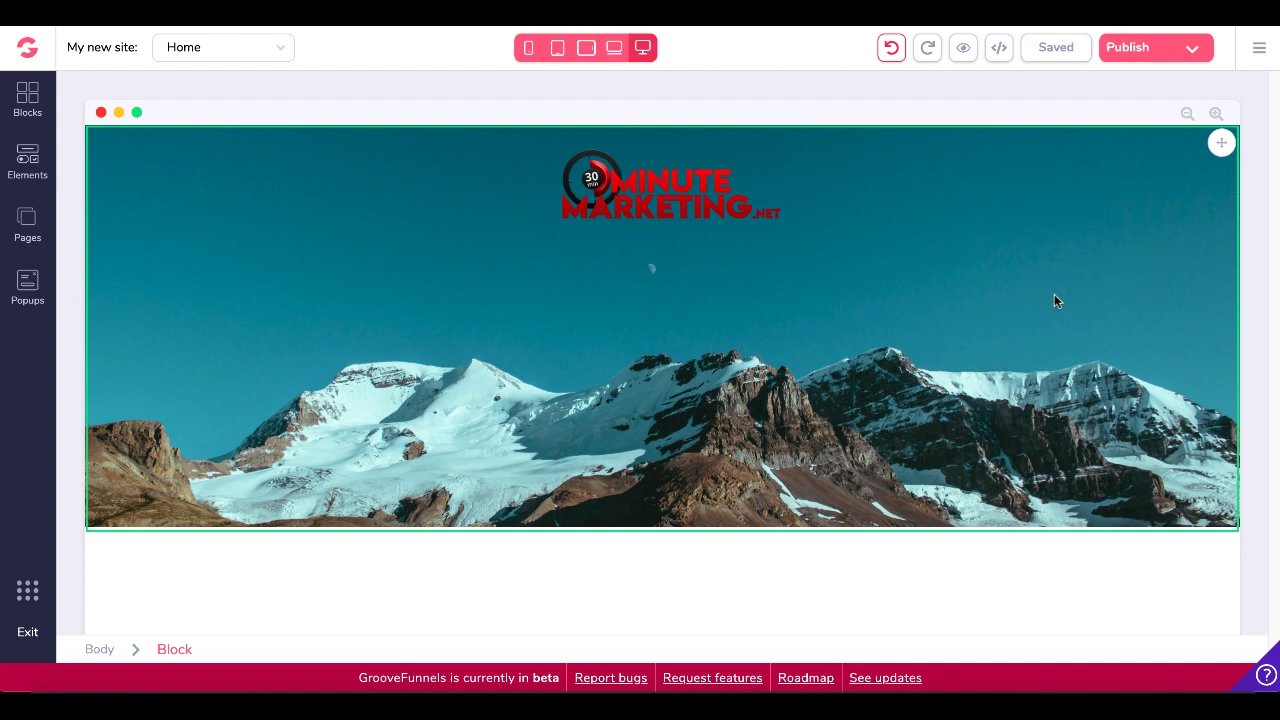 My new site:
Home
Saved
Publish
Blocks
Elements
Pages
Popups
Exit
30
min
MINUTE
MARKETING.NET
Body
Block
GrooveFunnels is currently in beta
Report bugs
Request features
Roadmap
See updates
?